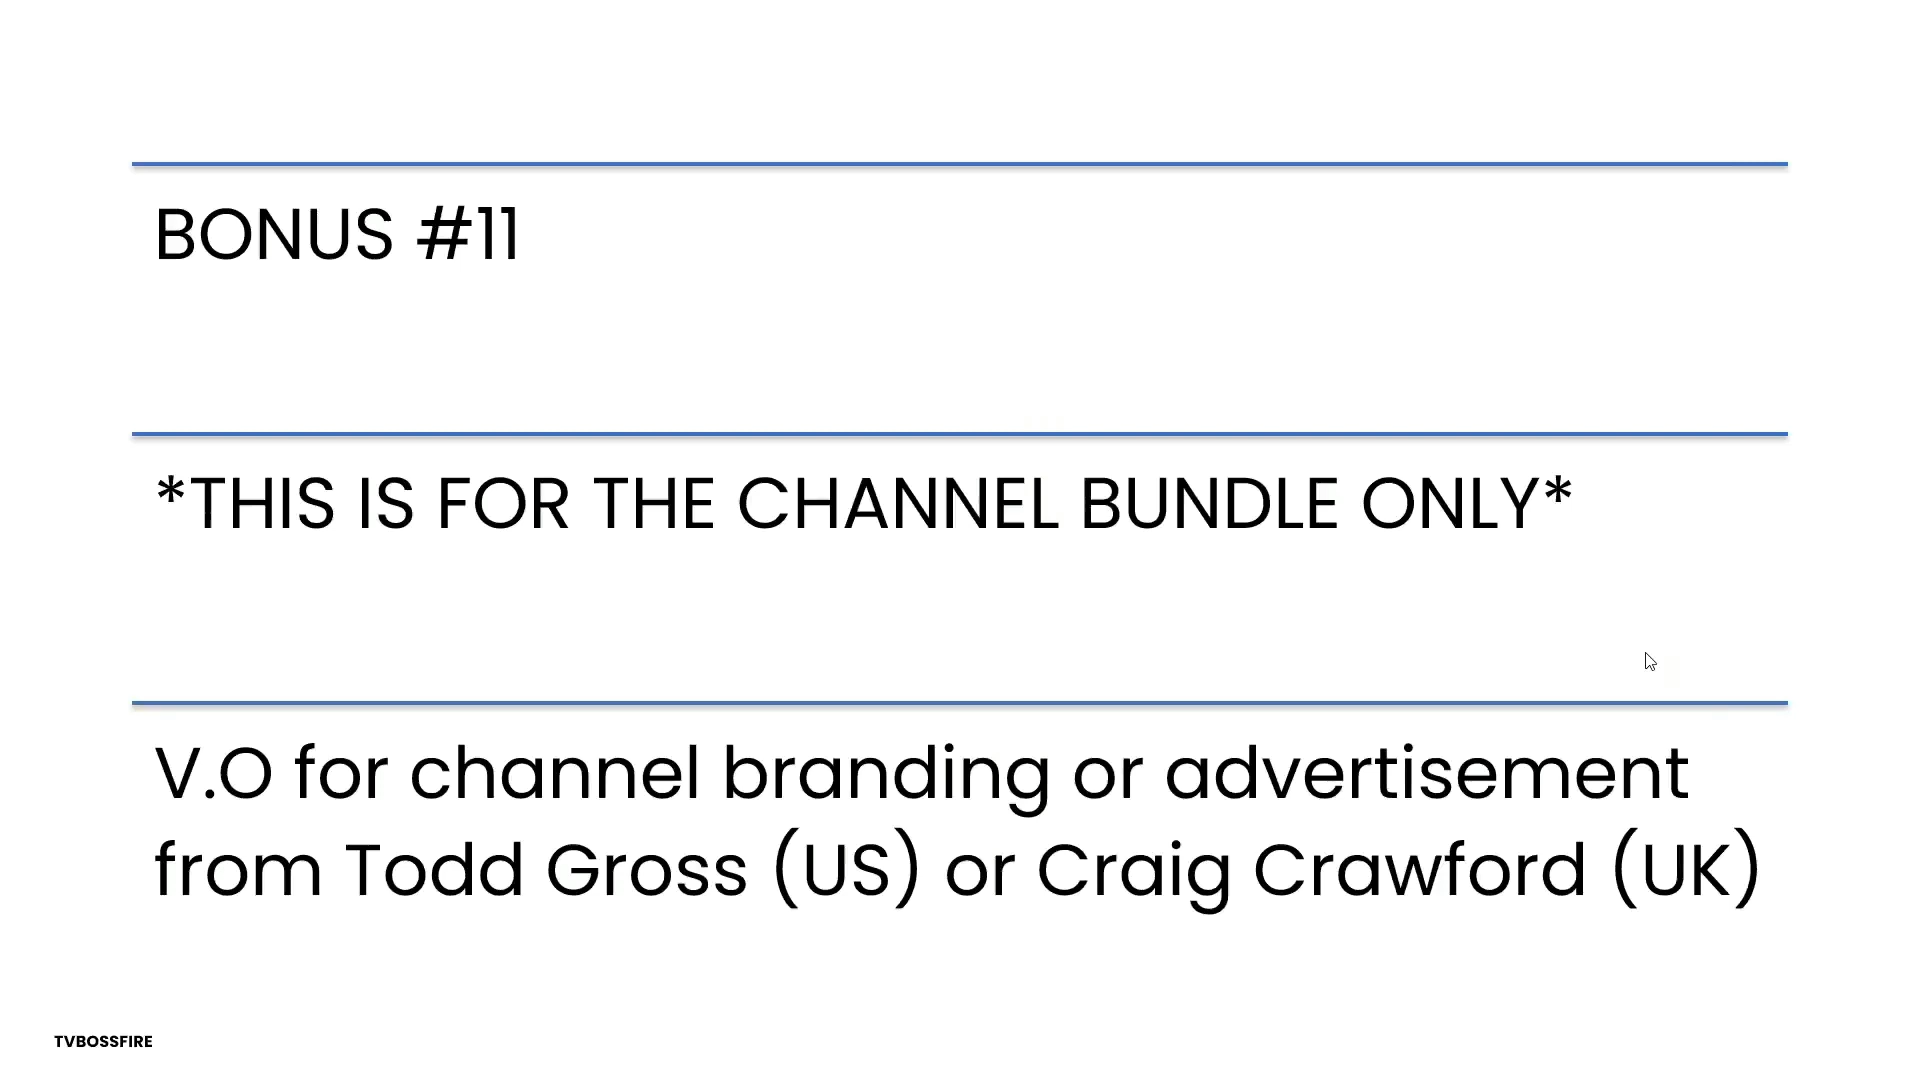 BONUS #11
*THIS IS FOR THE CHANNEL BUNDLE ONLY*
V.O for channel branding or advertisement
from Todd Gross (US) or Craig Crawford (UK)
TVBOSSFIRE